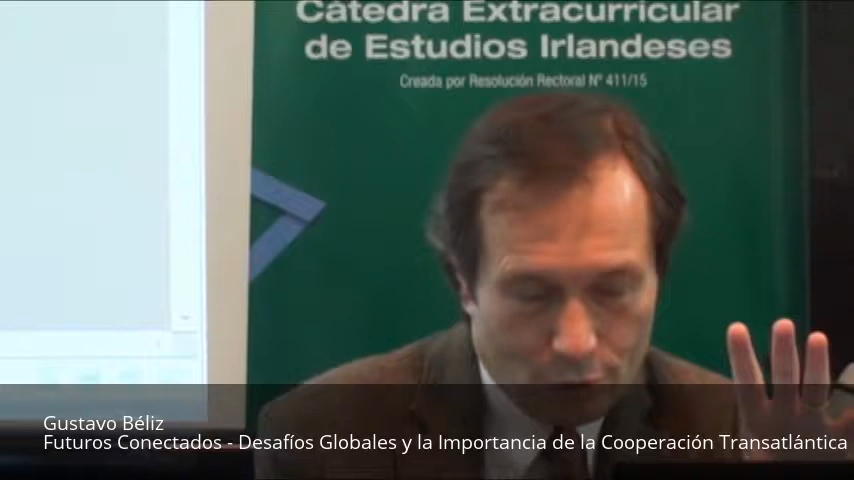 Cátedra Extracurricular
de Estudios Irlandeses
Creada por Resolución Rectoral Nº 411/15
Gustavo Béliz
Futuros Conectados - Desafíos Globales y la Importancia de la Cooperación Transatlántica